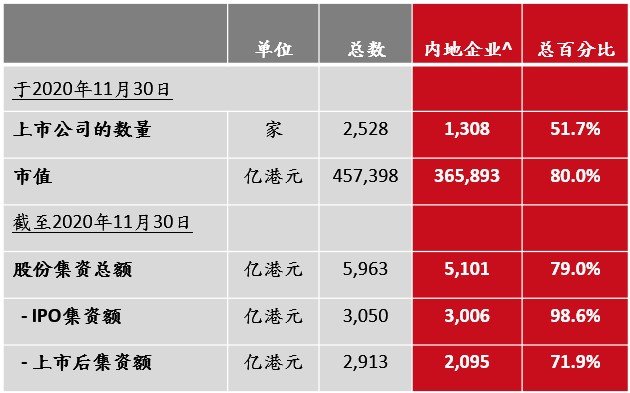 单位 总数 内地企业^ 总百分比
于2020年11月30日
上市公司的数量 家 2,528 1,308 51.7%
市值 亿港元 457,398 365,893 80.0%
截至2020年11月30日
股份集资总额 亿港元 5,963 5,101 79.0%
- IPO集资额 亿港元 3,050 3,006 98.6%
- 上市后集资额 亿港元 2,913 2,095 71.9%